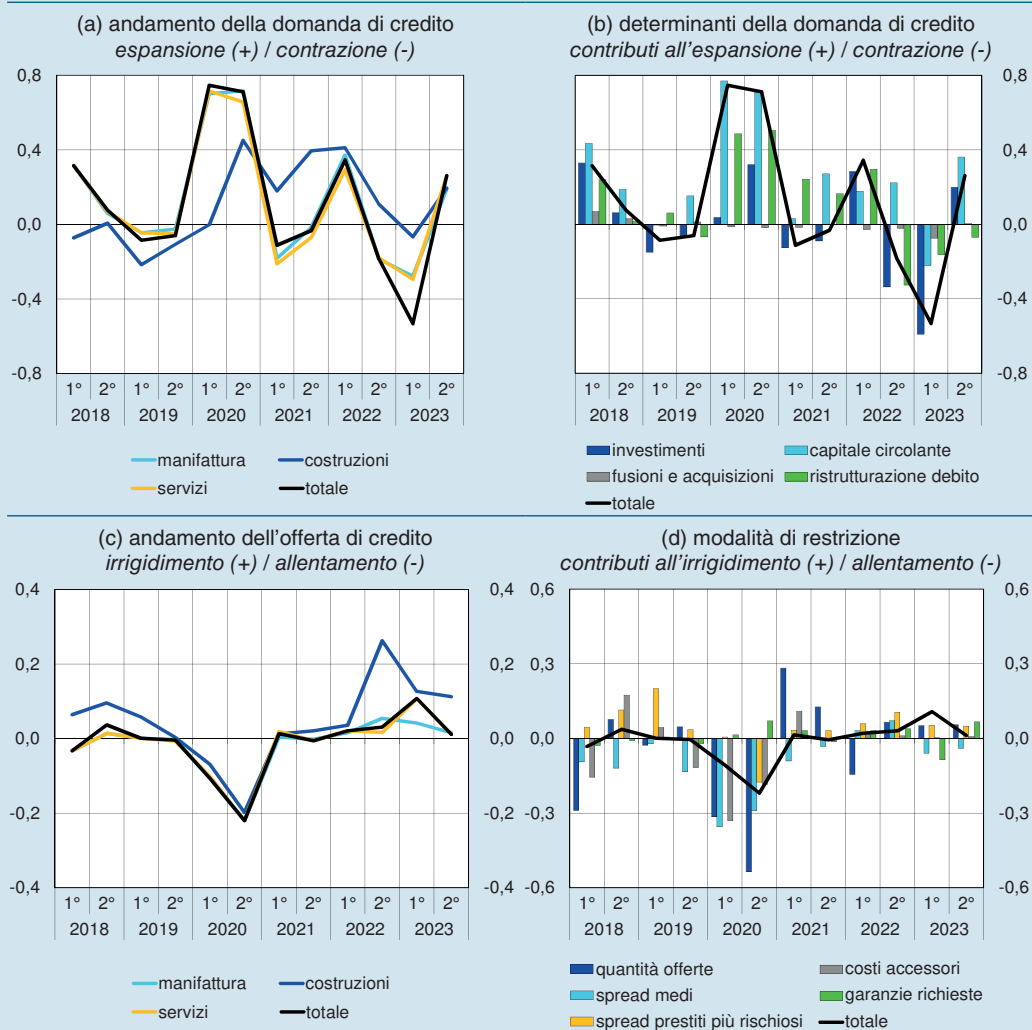 (a) andamento della domanda di credito
espansione (+) / contrazione (-)
0,8
0,4
0,0
-0,4
-0,8
1° 2° 1° 2° 1° 2° 1° 2° 1° 2° 1° 2°
2018 2019 2020 2021 2022 2023
manifattura costruzioni
servizi totale
(b) determinanti della domanda di credito
contributi all'espansione (+) / contrazione (-)
0,8
0,4
0,0
-0,4
-0,8
1° 2° 1° 2° 1° 2° 1° 2° 1° 2° 1° 2°
2018 2019 2020 2021 2022 2023
investimenti capitale circolante
fusioni e acquisizioni ristrutturazione debito
totale
(c) andamento dell'offerta di credito
irrigidimento (+) / allentamento (-)
0,4 0,4
0,2 0,2
0,0 0,0
-0,2 -0,2
-0,4 -0,4
1° 2° 1° 2° 1° 2° 1° 2° 1° 2° 1° 2°
2018 2019 2020 2021 2022 2023
manifattura costruzioni
servizi totale
(d) modalità di restrizione
contributi all'irrigidimento (+) / allentamento (-)
0,6 0,6
0,3 0,3
0,0 0,0
-0,3 -0,3
-0,6 -0,6
1° 2° 1° 2° 1° 2° 1° 2° 1° 2° 1° 2°
2018 2019 2020 2021 2022 2023
quantità offerte costi accessori
spread medi garanzie richieste
spread prestiti più rischiosi totale